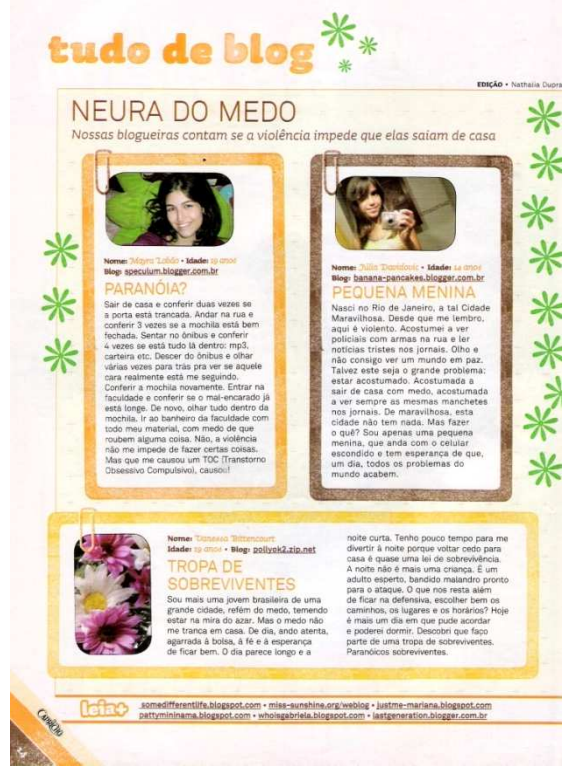 tudo de blog
EDIÇÃO • Nathalia Dupra
NEURA DO MEDO
Nossas blogueiras contam se a violência impede que elas saiam de casa
Nome: Mayra Lobão • Idade: 19 anos
Blog: speculum.blogger.com.br
PARANÓIA?
Sair de casa e conferir duas vezes se
a porta está trancada. Andar na rua e
conferir 3 vezes se a mochila está bem
fechada. Sentar no ônibus e conferir
4 vezes se está tudo lá dentro: mp3,
carteira etc. Descer do ônibus e olhar
várias vezes para trás pra ver se aquele
cara realmente está me seguindo.
Conferir a mochila novamente. Entrar na
faculdade e conferir se o mal-encarado já
está longe. De novo, olhar tudo dentro da
mochila. Ir ao banheiro da faculdade com
todo meu material, com medo de que
roubem alguma coisa. Não, a violência
não me impede de fazer certas coisas.
Mas que me causou um TOC (Transtorno
Obsessivo Compulsivo), causou!
Nome: Júlia Davidovic • Idade: 14 anos
Blog: banana-pancakes.blogger.com.br
PEQUENA MENINA
Nasci no Rio de Janeiro, a tal Cidade
Maravilhosa. Desde que me lembro,
aqui é violento. Acostumei a ver
policiais com armas na rua e ler
notícias tristes nos jornais. Olho e
não consigo ver um mundo em paz.
Talvez este seja o grande problema:
estar acostumado. Acostumada a
sair de casa com medo, acostumada
a ver sempre as mesmas manchetes
nos jornais. De maravilhosa, esta
cidade não tem nada. Mas fazer
o quê? Sou apenas uma pequena
menina, que anda com o celular
escondido e tem esperança de que,
um dia, todos os problemas do
mundo acabem.
Nome: Vanessa Bittencourt
Idade: 19 anos • Blog: pollyok2.zip.net
TROPA DE
SOBREVIVENTES
Sou mais uma jovem brasileira de uma
grande cidade, refém do medo, temendo
estar na mira do azar. Mas o medo não
me tranca em casa. De dia, ando atenta,
agarrada à bolsa, à fé e à esperança
de ficar bem. O dia parece longo e a
noite curta. Tenho pouco tempo para me
divertir à noite porque voltar cedo para
casa é quase uma lei de sobrevivência.
A noite não é mais uma criança. É um
adulto esperto, bandido malandro pronto
para o ataque. O que nos resta além
de ficar na defensiva, escolher bem os
caminhos, os lugares e os horários? Hoje
é mais um dia em que pude acordar
e poderei dormir. Descobri que faço
parte de uma tropa de sobreviventes.
Paranóicos sobreviventes.
leia+
somedifferentlife.blogspot.com • miss-sunshine.org/weblog • justme-mariana.blogspot.com
pattymininama.blogspot.com • whoisgabriela.blogspot.com • lastgeneration.blogger.com.br
CAPRICHO